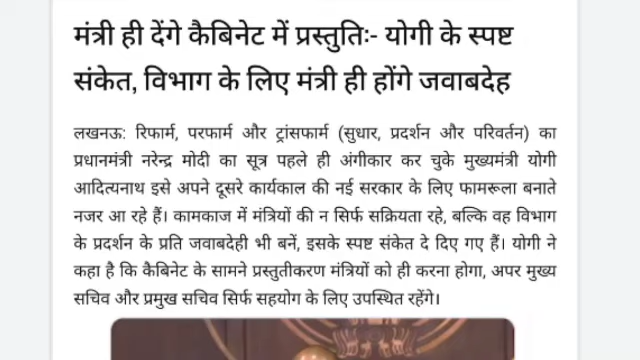 मंत्री ही देंगे कैबिनेट में प्रस्तुतिः- योगी के स्पष्ट
संकेत, विभाग के लिए मंत्री ही होंगे जवाबदेह
लखनऊ: रिफार्म, परफार्म और ट्रांसफार्म (सुधार, प्रदर्शन और परिवर्तन) का
प्रधानमंत्री नरेन्द्र मोदी का सूत्र पहले ही अंगीकार कर चुके मुख्यमंत्री योगी
आदित्यनाथ इसे अपने दूसरे कार्यकाल की नई सरकार के लिए फामरूला बनाते
नजर आ रहे हैं। कामकाज में मंत्रियों की न सिर्फ सक्रियता रहे, बल्कि वह विभाग
के प्रदर्शन के प्रति जवाबदेही भी बनें, इसके स्पष्ट संकेत दे दिए गए हैं। योगी ने
कहा है कि कैबिनेट के सामने प्रस्तुतीकरण मंत्रियों को ही करना होगा, अपर मुख्य
सचिव और प्रमुख सचिव सिर्फ सहयोग के लिए उपस्थित रहेंगे।